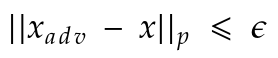 ||x_{adv} − x||_p ⩽ ϵ